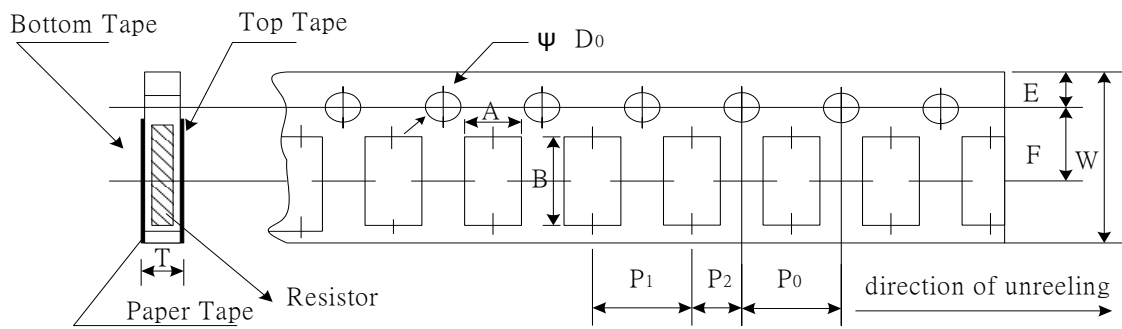 Bottom Tape
Top Tape
Ψ D0
E
A
F
W
B
T
P1
P2
P0
direction of unreeling
Resistor
Paper Tape